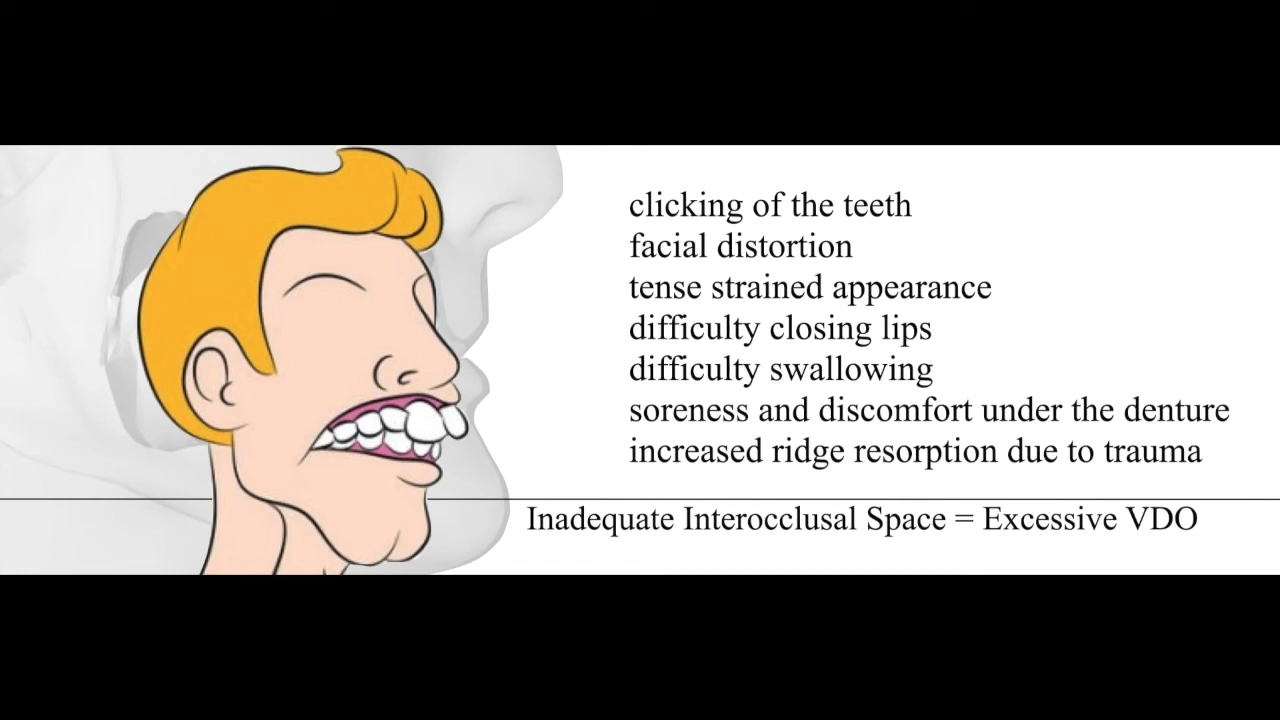 clicking of the teeth
facial distortion
tense strained appearance
difficulty closing lips
difficulty swallowing
soreness and discomfort under the denture
increased ridge resorption due to trauma
Inadequate Interocclusal Space = Excessive VDO